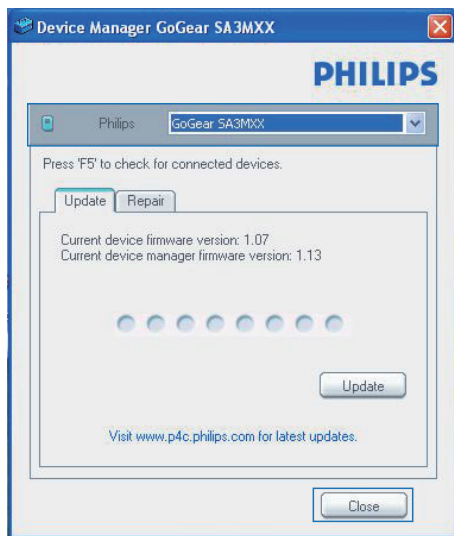 Device Manager GoGear SA3MXX
PHILIPS
Philips GoGear SA3MXX
Press 'F5' to check for connected devices.
Update Repair
Current device firmware version: 1.07
Current device manager firmware version: 1.13
Update
Visit www.p4c.philips.com for latest updates.
Close